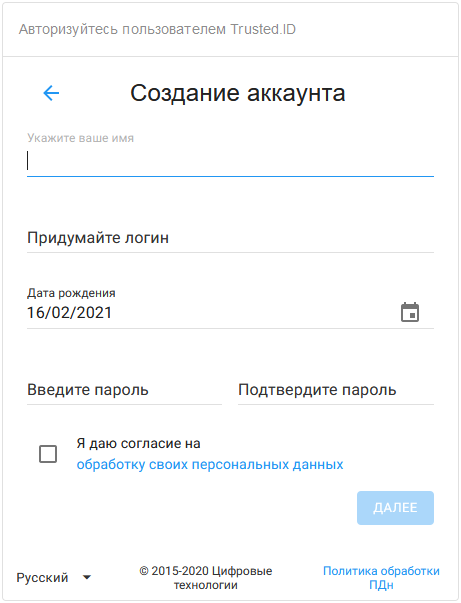 Авторизуйтесь пользователем Trusted.ID
Создание аккаунта
Укажите ваше имя
Придумайте логин
Дата рождения
16/02/2021
Введите пароль Подтвердите пароль
Я даю согласие на
обработку своих персональных данных
ДАЛЕЕ
Русский © 2015-2020 Цифровые Политика обработки
технологии ПДн